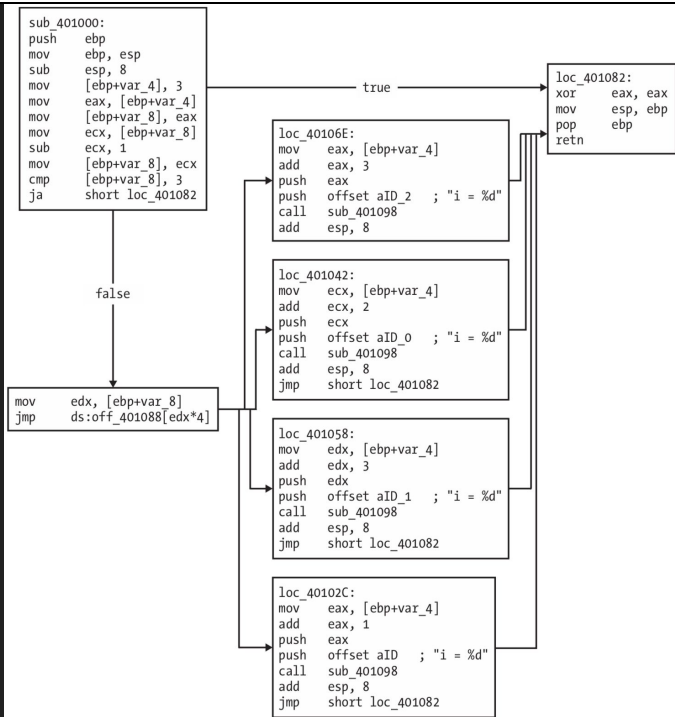 sub_401000:
push ebp
mov ebp, esp
sub esp, 8
mov [ebp+var_4], 3
mov eax, [ebp+var_4]
mov [ebp+var_8], eax
mov ecx, [ebp+var_8]
sub ecx, 1
mov [ebp+var_8], ecx
cmp [ebp+var_8], 3
ja short loc_401082
true
loc_401082:
xor eax, eax
mov esp, ebp
pop ebp
retn
loc_40106E:
mov eax, [ebp+var_4]
add eax, 3
push eax
push offset aID_2 ; "i = %d"
call sub_401098
add esp, 8
false
loc_401042:
mov ecx, [ebp+var_4]
add ecx, 2
push ecx
push offset aID_0 ; "i = %d"
call sub_401098
add esp, 8
jmp short loc_401082
mov edx, [ebp+var_8]
jmp ds:off_401088[edx*4]
loc_401058:
mov edx, [ebp+var_4]
add edx, 3
push edx
push offset aID_1 ; "i = %d"
call sub_401098
add esp, 8
jmp short loc_401082
loc_40102C:
mov eax, [ebp+var_4]
add eax, 1
push eax
push offset aID ; "i = %d"
call sub_401098
add esp, 8
jmp short loc_401082